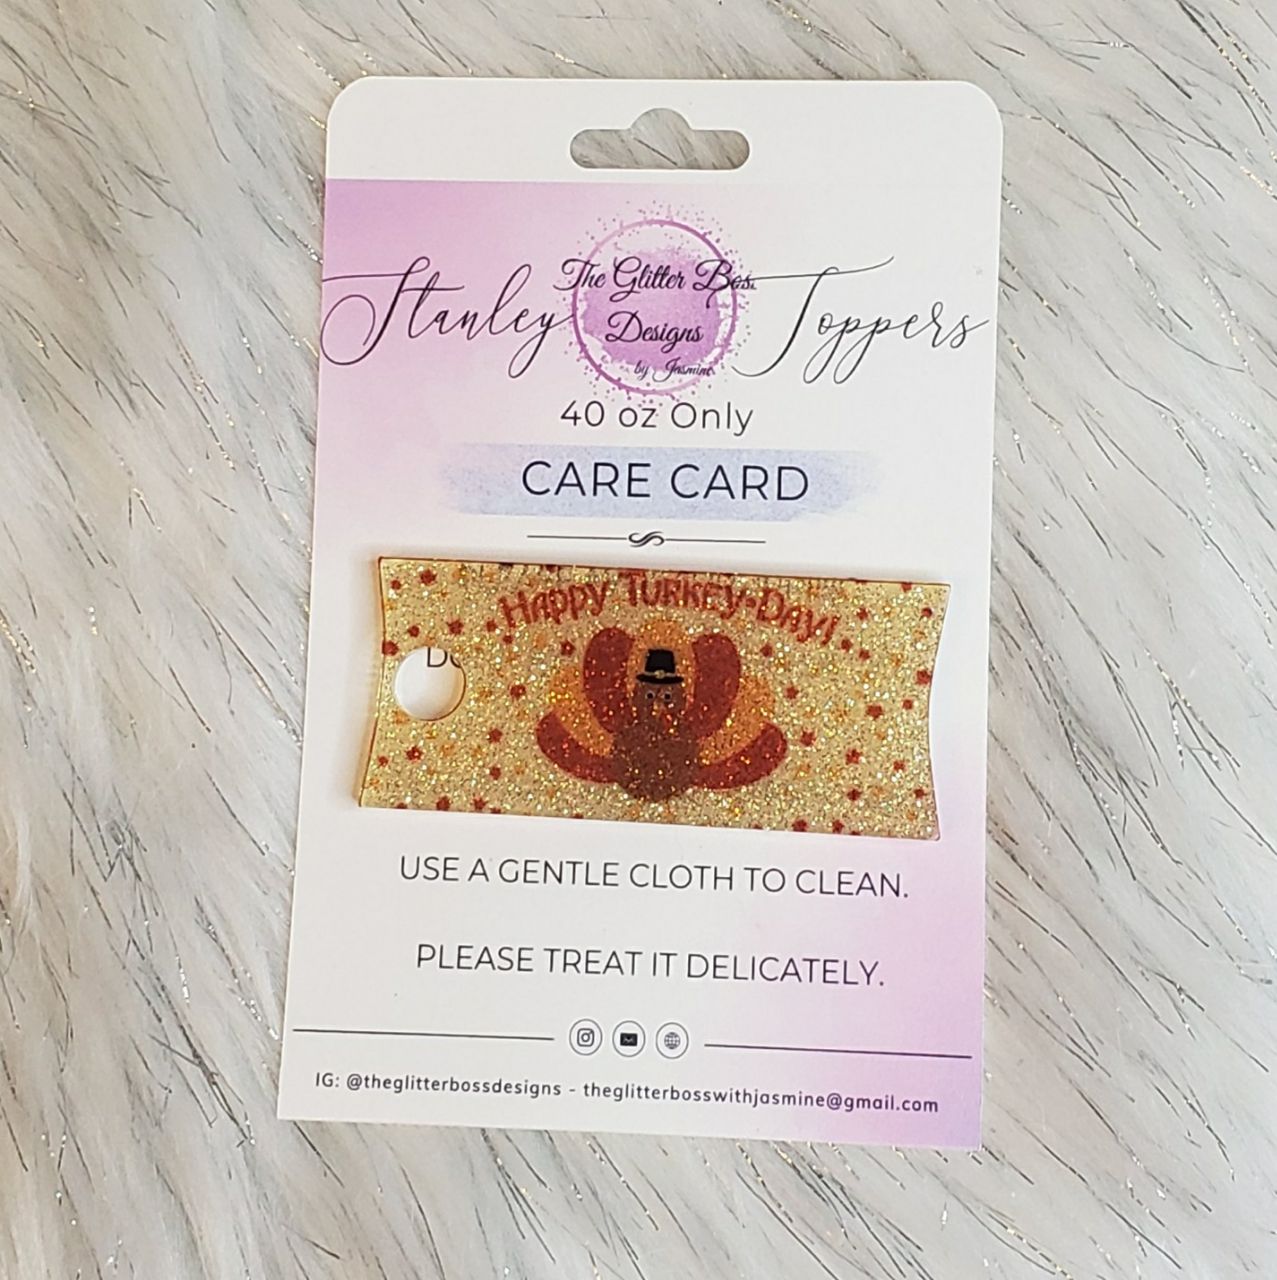 Stanley Toppers
The Glitter Boss
Designs
by Jasmine
40 oz Only
CARE CARD
HAPPY TURKEY-DAY!
USE A GENTLE CLOTH TO CLEAN.
PLEASE TREAT IT DELICATELY.
IG: @theglitterbossdesigns - theglitterbosswithjasmine@gmail.com